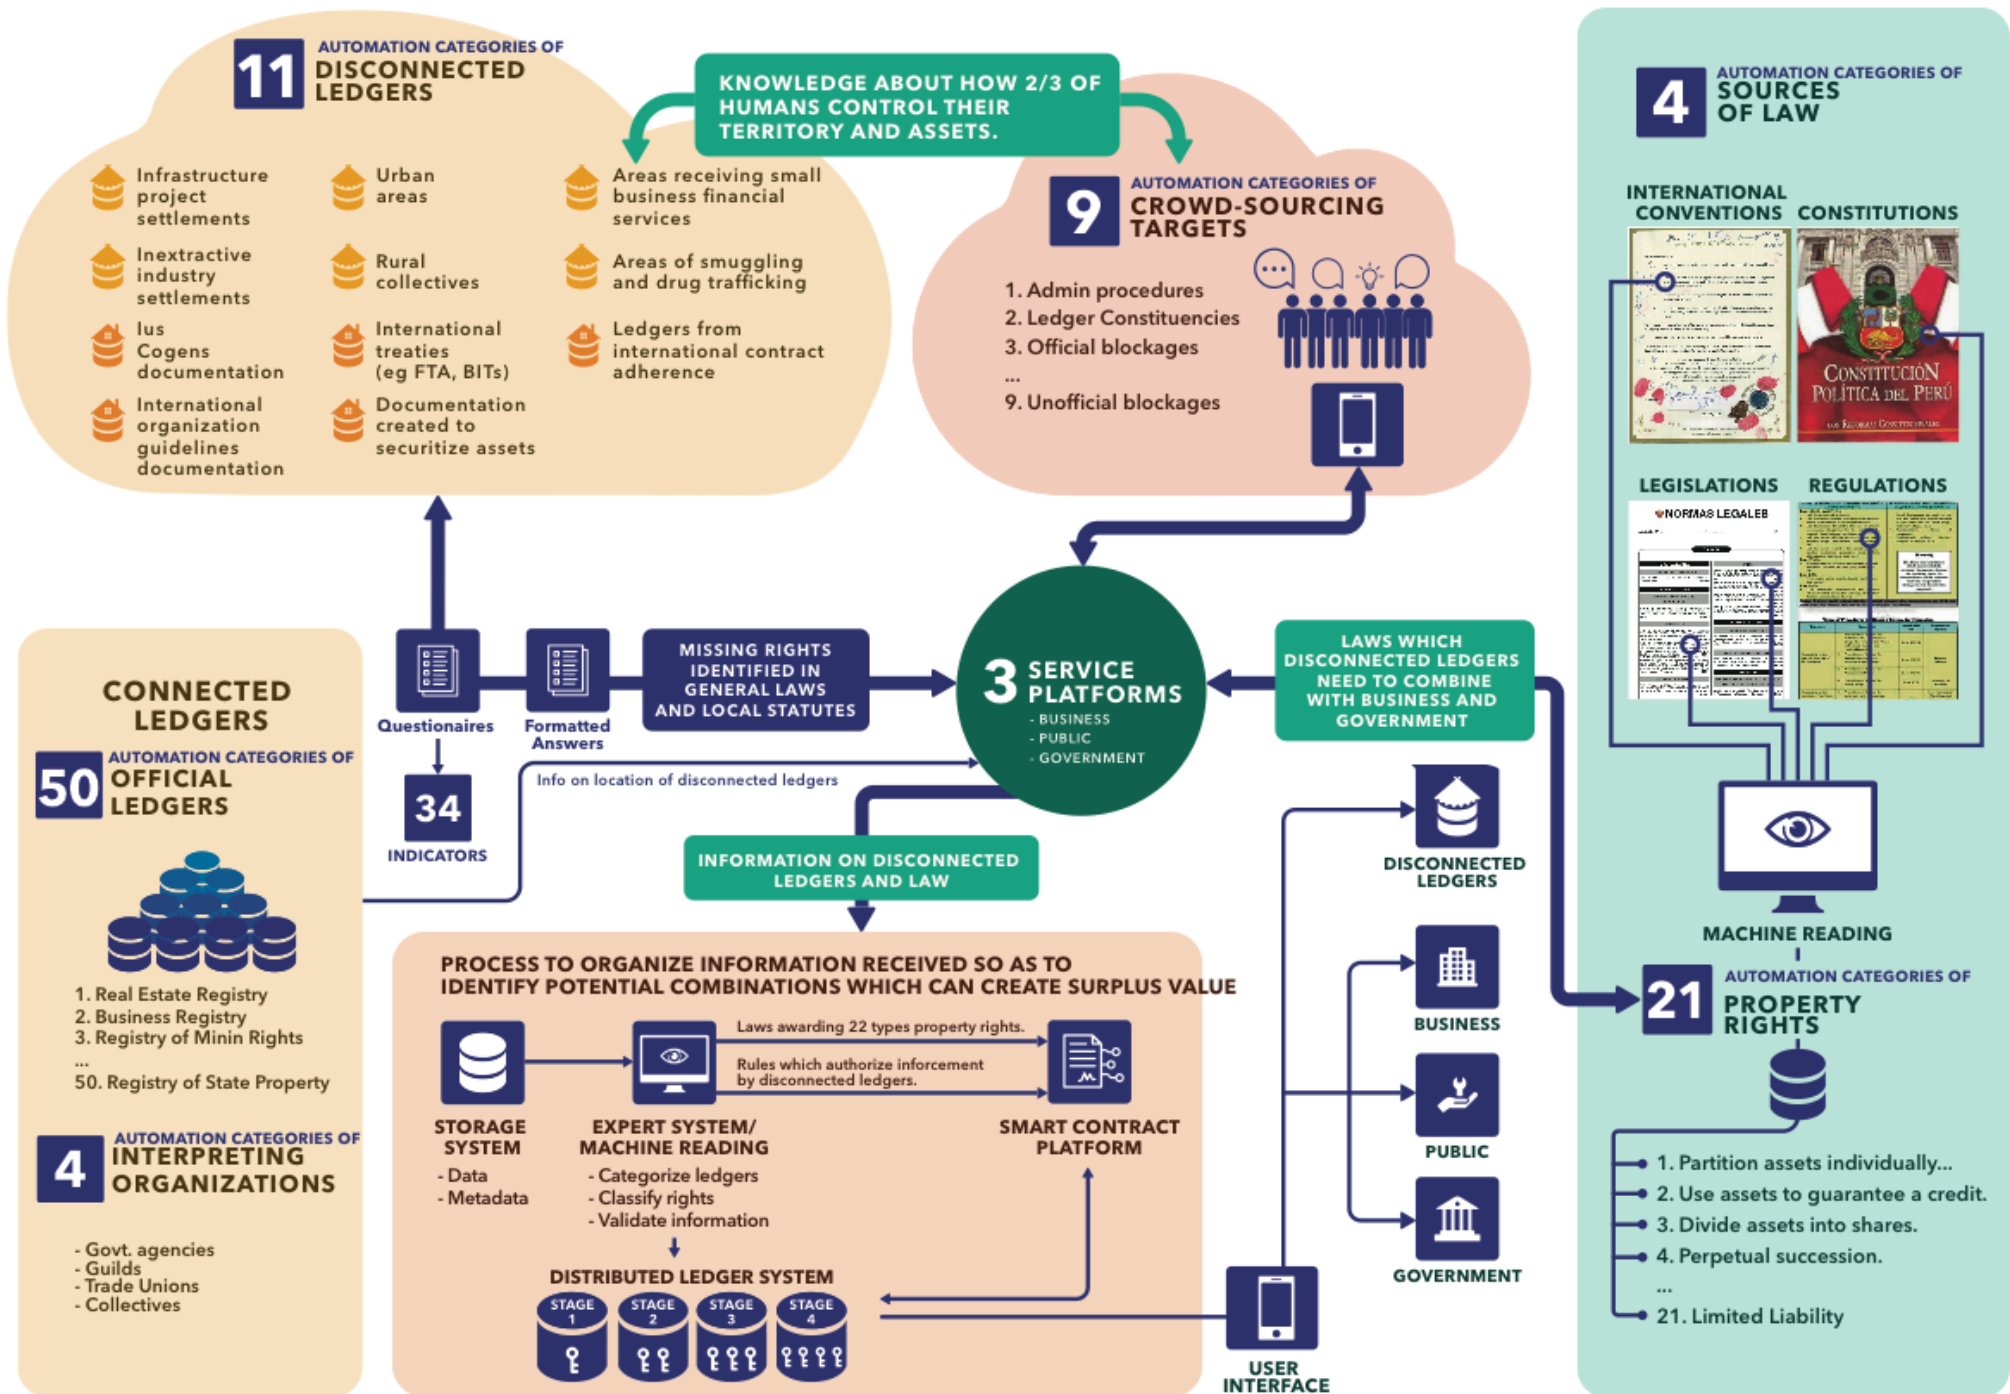 11
AUTOMATION CATEGORIES OF
DISCONNECTED
LEDGERS
Infrastructure
project
settlements
Urban
areas
Areas receiving small
business financial
services
Inextractive
industry
settlements
Rural
collectives
Areas of smuggling
and drug trafficking
Ius
Cogens
documentation
International
treaties
(eg FTA, BITs)
Ledgers from
international contract
adherence
International
organization
guidelines
documentation
Documentation
created to
securitize assets
KNOWLEDGE ABOUT HOW 2/3 OF
HUMANS CONTROL THEIR
TERRITORY AND ASSETS.
9
AUTOMATION CATEGORIES OF
CROWD-SOURCING
TARGETS
1. Admin procedures
2. Ledger Constituencies
3. Official blockages
...
9. Unofficial blockages
4
AUTOMATION CATEGORIES OF
SOURCES
OF LAW
INTERNATIONAL
CONVENTIONS
CONSTITUTIONS
CONSTITUCIÓN
POLÍTICA DEL PERÚ
LEGISLATIONS
NORMAS LEGALES
REGULATIONS
MACHINE READING
21
AUTOMATION CATEGORIES OF
PROPERTY
RIGHTS
1. Partition assets individually...
2. Use assets to guarantee a credit.
3. Divide assets into shares.
4. Perpetual succession.
...
21. Limited Liability
CONNECTED
LEDGERS
50
AUTOMATION CATEGORIES OF
OFFICIAL
LEDGERS
1. Real Estate Registry
2. Business Registry
3. Registry of Minin Rights
...
50. Registry of State Property
4
AUTOMATION CATEGORIES OF
INTERPRETING
ORGANIZATIONS
- Govt. agencies
- Guilds
- Trade Unions
- Collectives
Questionaires
Formatted
Answers
34
INDICATORS
MISSING RIGHTS
IDENTIFIED IN
GENERAL LAWS
AND LOCAL STATUTES
Info on location of disconnected ledgers
3 SERVICE
PLATFORMS
- BUSINESS
- PUBLIC
- GOVERNMENT
LAWS WHICH
DISCONNECTED LEDGERS
NEED TO COMBINE
WITH BUSINESS AND
GOVERNMENT
INFORMATION ON DISCONNECTED
LEDGERS AND LAW
PROCESS TO ORGANIZE INFORMATION RECEIVED SO AS TO
IDENTIFY POTENTIAL COMBINATIONS WHICH CAN CREATE SURPLUS VALUE
Laws awarding 22 types property rights.
Rules which authorize inforcement
by disconnected ledgers.
STORAGE
SYSTEM
- Data
- Metadata
EXPERT SYSTEM/
MACHINE READING
- Categorize ledgers
- Classify rights
- Validate information
SMART CONTRACT
PLATFORM
DISTRIBUTED LEDGER SYSTEM
STAGE
1
STAGE
2
STAGE
3
STAGE
4
DISCONNECTED
LEDGERS
BUSINESS
PUBLIC
GOVERNMENT
USER
INTERFACE